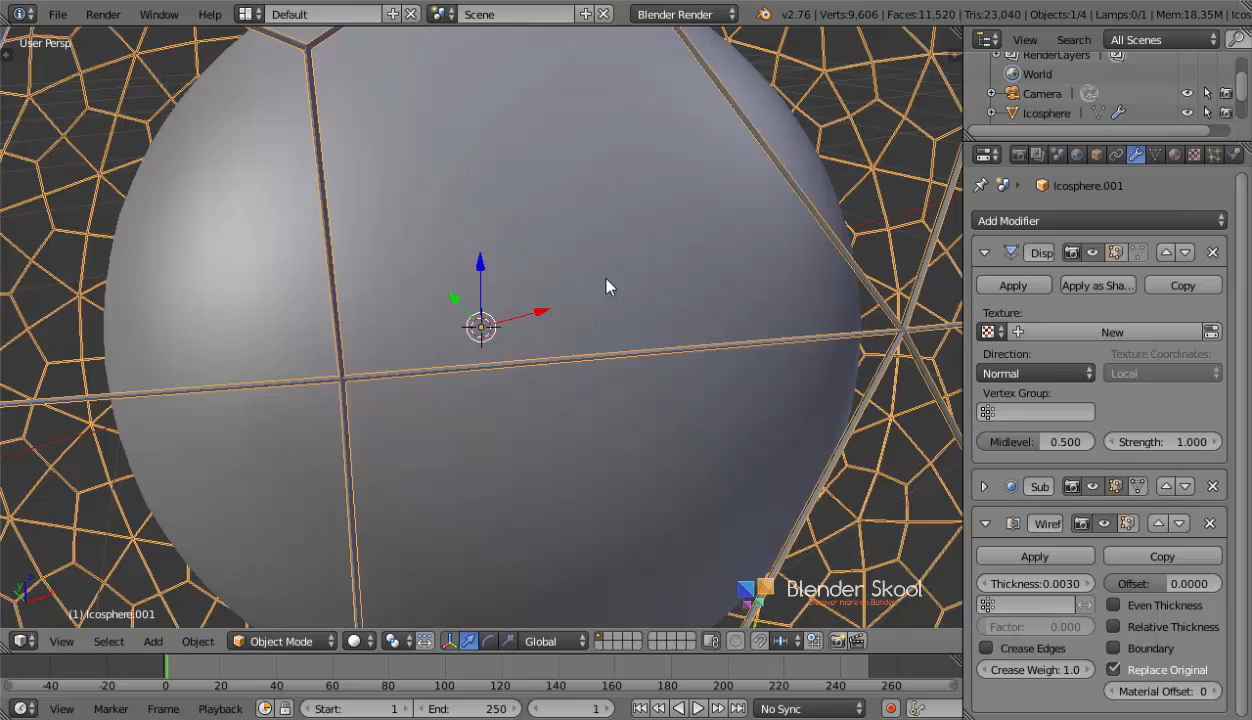 File Render Window Help Default Scene Blender Render v2.76 | Verts:9,606 | Faces:11,520 | Tris:23,040 | Objects:1/4 | Lamps:0/1 | Mem:18.35M | Icos
User Persp
View Search All Scenes
RenderLayers
World
Camera
Icosphere
Icosphere.001
Add Modifier
Disp
Apply Apply as Sha... Copy
Texture:
New
Direction: Texture Coordinates:
Normal Local
Vertex Group:
Midlevel: 0.500 Strength: 1.000
Sub
Wiref
Apply Copy
Thickness:0.0030 Offset: 0.0000
Even Thickness
Factor: 0.000 Relative Thickness
Crease Edges Boundary
Crease Weigh: 1.0 Replace Original
Material Offset: 0
Blender Skool
Discover more on Blender
(1) Icosphere.001
View Select Add Object Object Mode Global
-40 -20 0 20 40 60 80 100 120 140 160 180 200 220 240 260
View Marker Frame Playback Start: 1 End: 250 1 No Sync